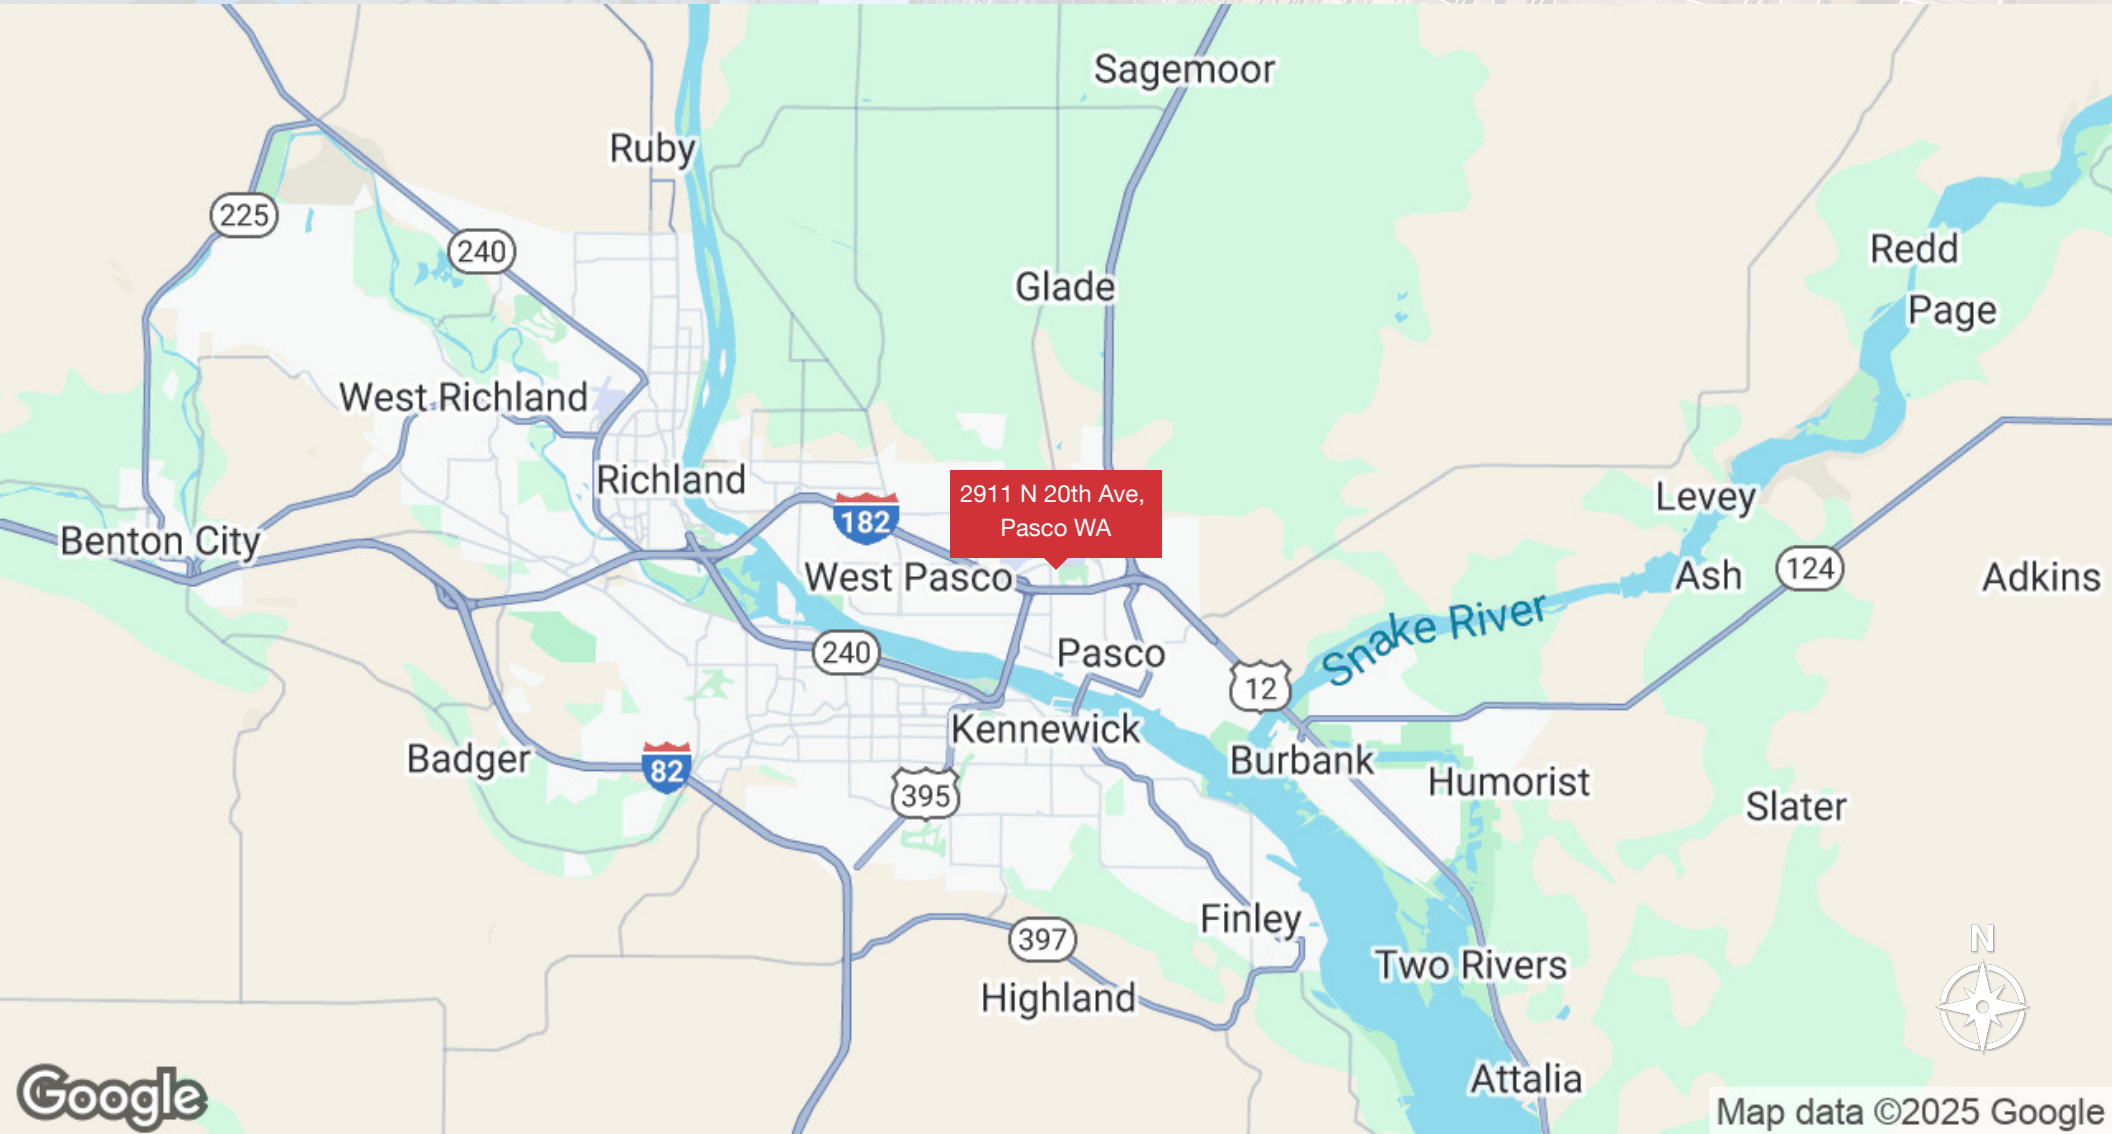 Sagemoor
Ruby
225
240
Redd
Glade
Page
West Richland
Richland
2911 N 20th Ave,
Pasco WA
Levey
182
Benton City
West Pasco
Ash
124
Adkins
Snake River
240
Pasco
12
Kennewick
Badger
82
Burbank
Humorist
395
Slater
Finley
397
N
Two Rivers
Highland
Attalia
Google
Map data ©2025 Google